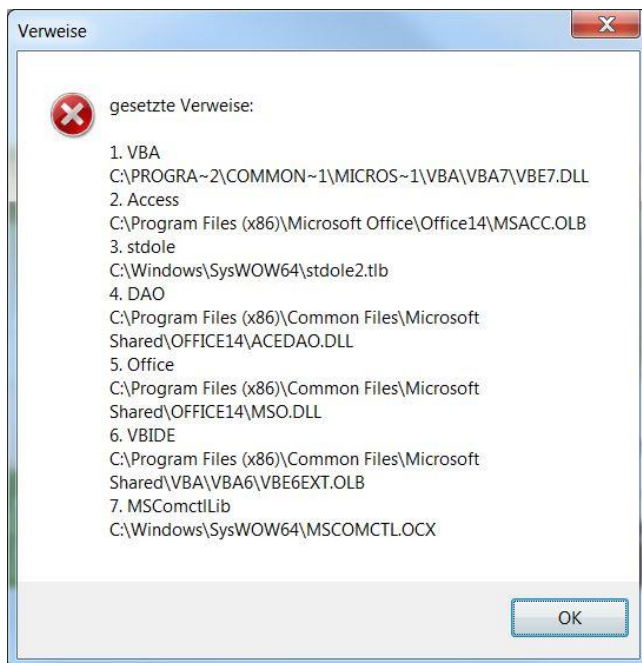 Verweise
gesetzte Verweise:
1. VBA
C:\PROGRA~2\COMMON~1\MICROS~1\VBA\VBA7\VBE7.DLL
2. Access
C:\Program Files (x86)\Microsoft Office\Office14\MSACC.OLB
3. stdole
C:\Windows\SysWOW64\stdole2.tlb
4. DAO
C:\Program Files (x86)\Common Files\Microsoft
Shared\OFFICE14\ACEDAO.DLL
5. Office
C:\Program Files (x86)\Common Files\Microsoft
Shared\OFFICE14\MSO.DLL
6. VBIDE
C:\Program Files (x86)\Common Files\Microsoft
Shared\VBA\VBA6\VBE6EXT.OLB
7. MSComctlLib
C:\Windows\SysWOW64\MSCOMCTL.OCX
OK